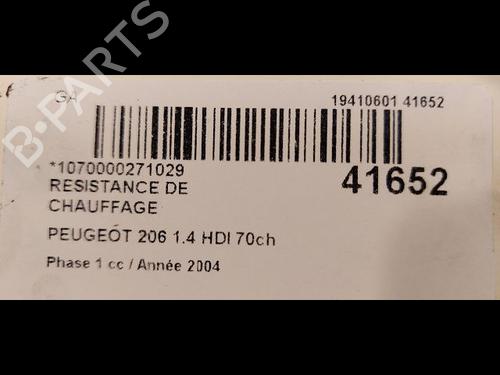 GA
19410601 41652
*1070000271029
41652
RESISTANCE DE
CHAUFFAGE
PEUGEOT 206 1.4 HDI 70ch
Phase 1 cc / Année 2004
B-PARTS